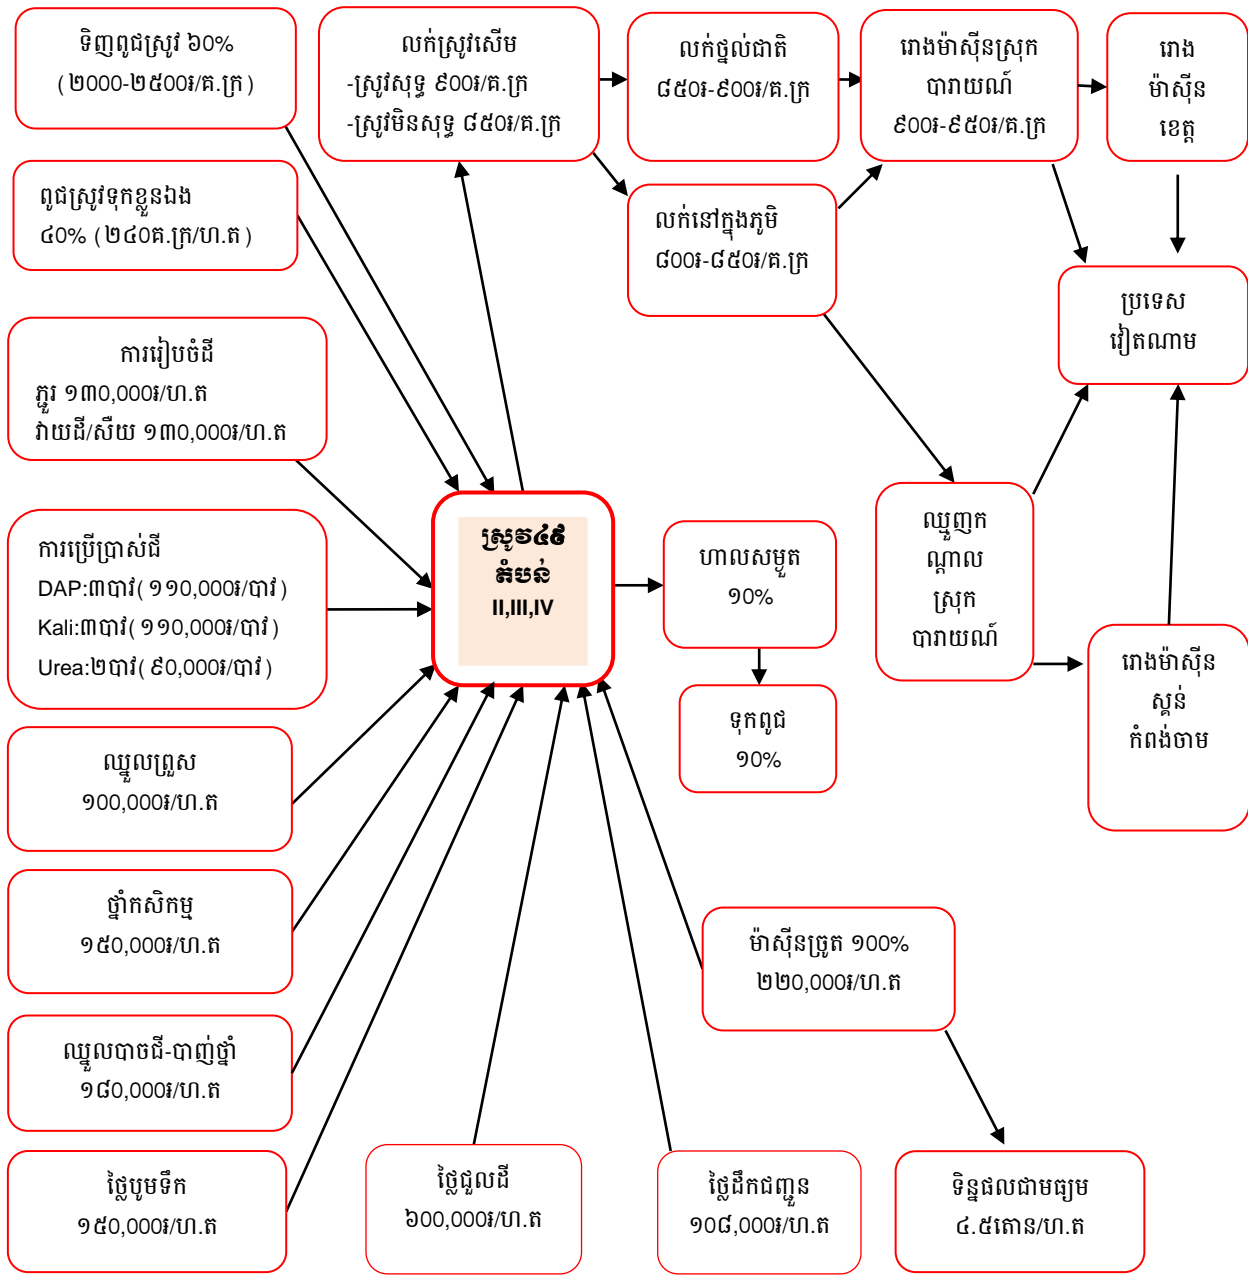 ទិញពូជស្រូវ ៦០%
(២០០០-២៥០០៛/គ.ក្រ)
លក់ស្រូវសើម
-ស្រូវសុទ្ធ ៩០០៛/គ.ក្រ
-ស្រូវមិនសុទ្ធ ៨៥០៛/គ.ក្រ
លក់ថ្នល់ជាតិ
៨៥០៛-៩០០៛/គ.ក្រ
រោងម៉ាស៊ីនស្រុក
បារាយណ៍
៩០០៛-៩៥០៛/គ.ក្រ
រោង
ម៉ាស៊ីន
ខេត្ត
ពូជស្រូវទុកខ្លួនឯង
៤០% (២៤០គ.ក្រ/ហ.ត)
លក់នៅក្នុងភូមិ
៨០០៛-៨៥០៛/គ.ក្រ
ប្រទេស
វៀតណាម
ការរៀបចំដី
ភ្ជួរ ១៣០,០០០៛/ហ.ត
វាយដី/សឺយ ១៣០,០០០៛/ហ.ត
ការប្រើប្រាស់ជី
DAP:៣បាវ(១១០,០០០៛/បាវ)
Kali:៣បាវ(១១០,០០០៛/បាវ)
Urea:២បាវ(៩០,០០០៛/បាវ)
ស្រូវ៤៩
តំបន់
II,III,IV
ហាលសម្ងួត
១០%
ឈ្មួញក
ណ្តាល
ស្រុក
បារាយណ៍
រោងម៉ាស៊ីន
ស្គន់
កំពង់ចាម
ទុកពូជ
១០%
ឈ្នួលព្រួស
១០០,០០០៛/ហ.ត
ថ្នាំកសិកម្ម
១៥០,០០០៛/ហ.ត
ម៉ាស៊ីនច្រូត ១០០%
២២០,០០០៛/ហ.ត
ឈ្នួលបាចជី-បាញ់ថ្នាំ
១៨០,០០០៛/ហ.ត
ថ្លៃបូមទឹក
១៥០,០០០៛/ហ.ត
ថ្លៃជួលដី
៦០០,០០០៛/ហ.ត
ថ្លៃដឹកជញ្ជូន
១០៨,០០០៛/ហ.ត
ទិន្នផលជាមធ្យម
៤.៥តោន/ហ.ត